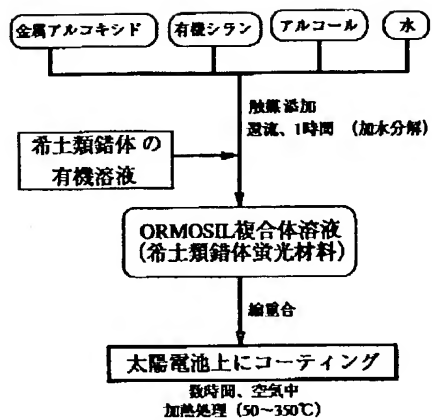 金属アルコキシド
有機シラン
アルコール
水
触媒添加
還流、1時間 (加水分解)
希土類錯体の
有機溶液
ORMOSIL複合体溶液
(希土類錯体蛍光材料)
縮重合
太陽電池上にコーティング
数時間、空気中
加熱処理 (50~350℃)